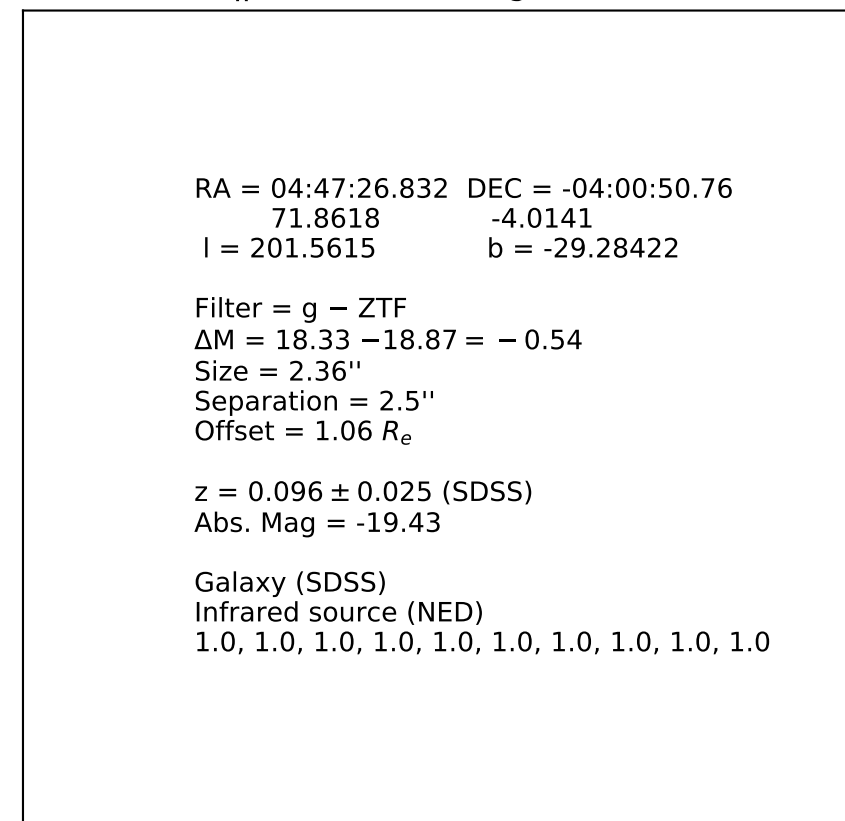 RA = 04:47:26.832  DEC = -04:00:50.76
71.8618 -4.0141
l = 201.5615 b = -29.28422
Filter = g − ZTF
ΔM = 18.33 −18.87 = −0.54
Size = 2.36''
Separation = 2.5''
Offset = 1.06 Rₑ
z = 0.096 ± 0.025 (SDSS)
Abs. Mag = -19.43
Galaxy (SDSS)
Infrared source (NED)
1.0, 1.0, 1.0, 1.0, 1.0, 1.0, 1.0, 1.0, 1.0, 1.0